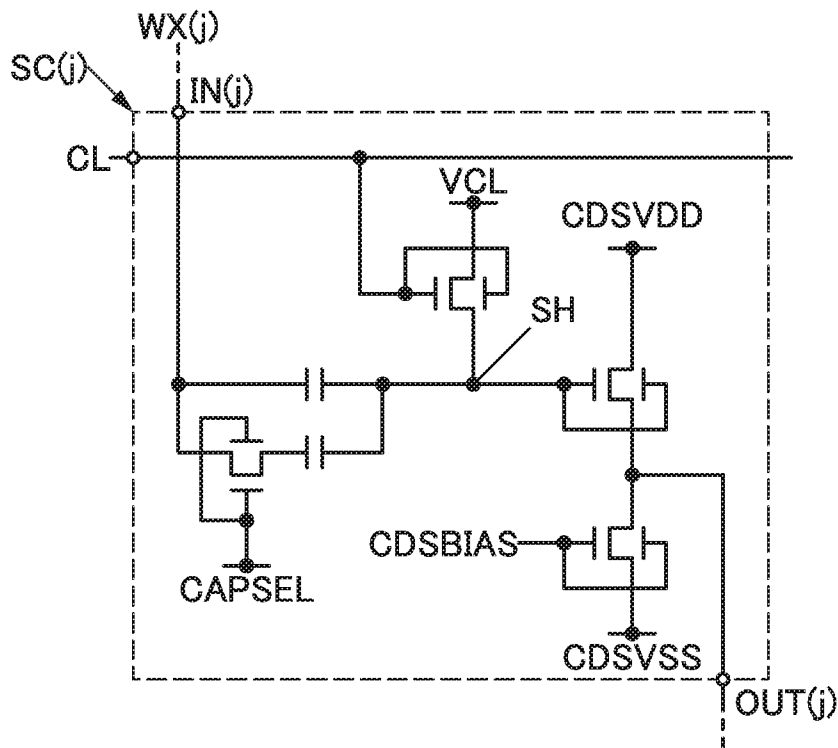 WX(j)
SC(j)
IN(j)
CL
VCL
CDSVDD
SH
CDSBIAS
CAPSEL
CDSVSS
OUT(j)